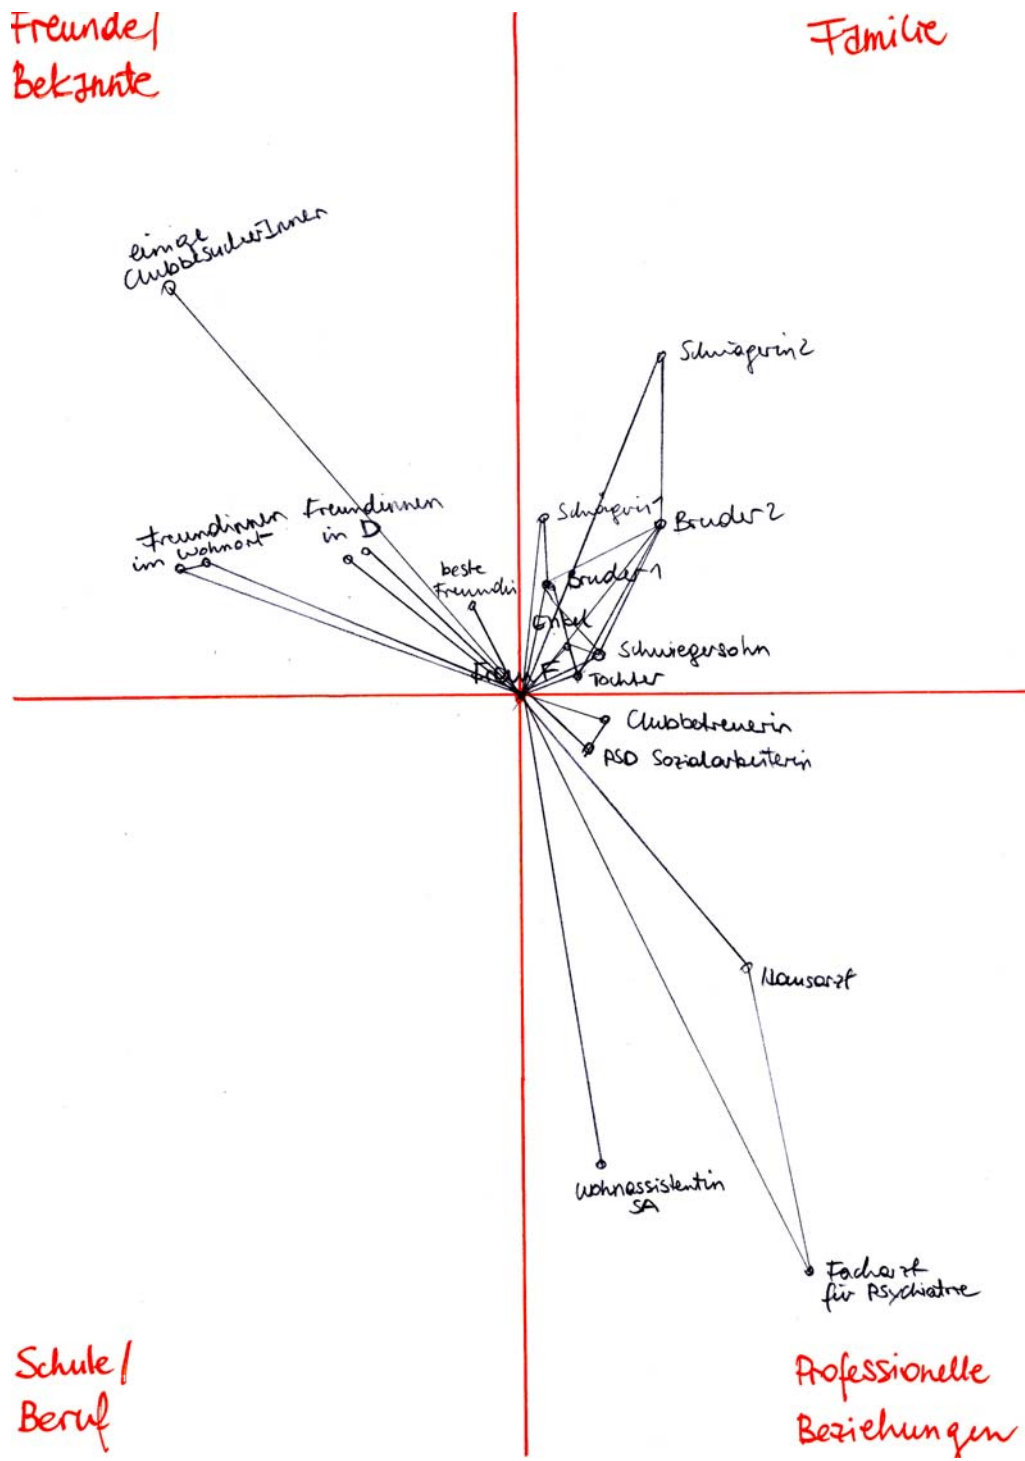 Freunde/
Bekannte
Familie
einige
ClubbesucherInnen
Schwägerin 2
Freundinnen
im Wohnort
Freundinnen
in D
beste
Freundin
Schwägerin 1
Bruder 2
Bruder 1
Enkel
Schwiegersohn
Frau F
Tochter
Clubbetreuerin
PSD Sozialarbeiterin
Hausarzt
Wohnassistentin
SA
Facharzt
für Psychiatrie
Schule/
Beruf
Professionelle
Beziehungen